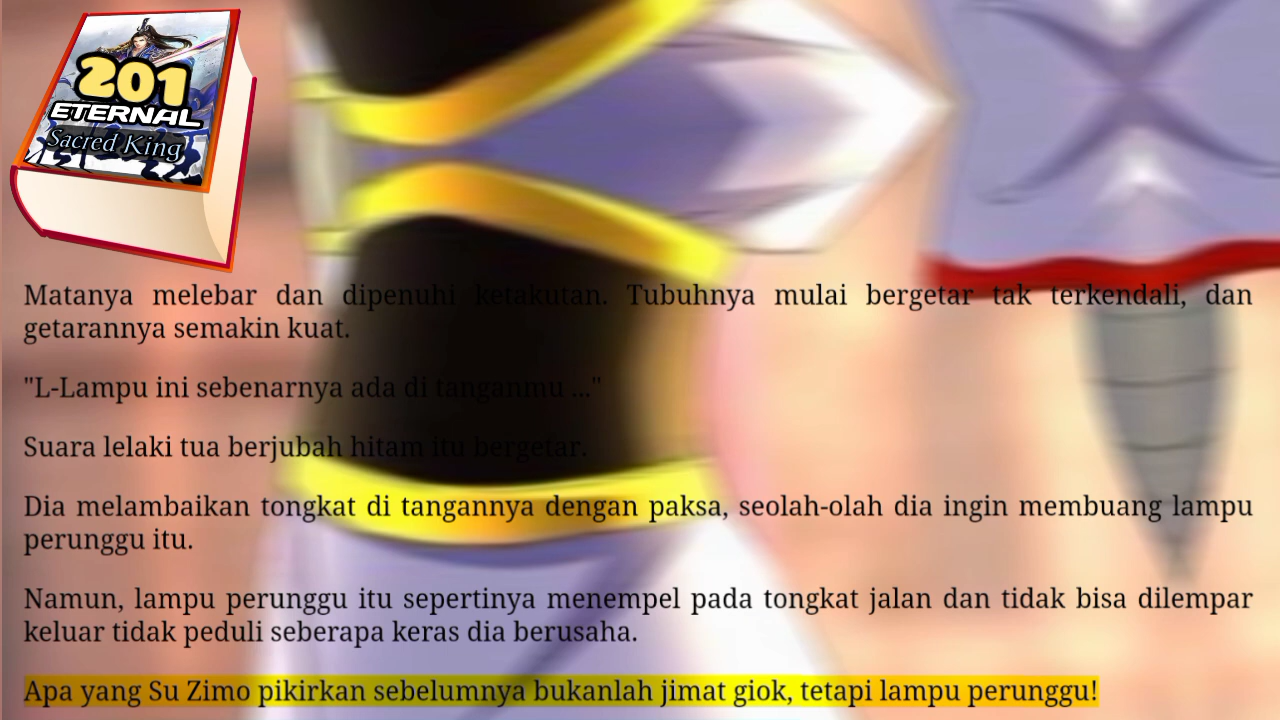 201
ETERNAL
Sacred King
Matanya melebar dan dipenuhi ketakutan. Tubuhnya mulai bergetar tak terkendali, dan
getarannya semakin kuat.
"L-Lampu ini sebenarnya ada di tanganmu ..."
Suara lelaki tua berjubah hitam itu bergetar.
Dia melambaikan tongkat di tangannya dengan paksa, seolah-olah dia ingin membuang lampu
perunggu itu.
Namun, lampu perunggu itu sepertinya menempel pada tongkat jalan dan tidak bisa dilempar
keluar tidak peduli seberapa keras dia berusaha.
Apa yang Su Zimo pikirkan sebelumnya bukanlah jimat giok, tetapi lampu perunggu!